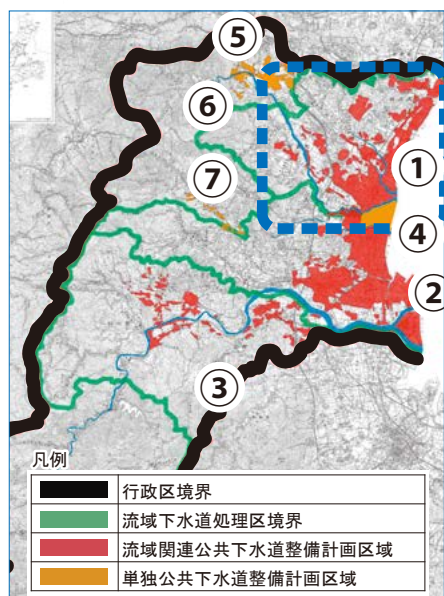 ⑤
⑥
①
⑦
④
②
③
凡例
行政区境界
流域下水道処理区境界
流域関連公共下水道整備計画区域
単独公共下水道整備計画区域